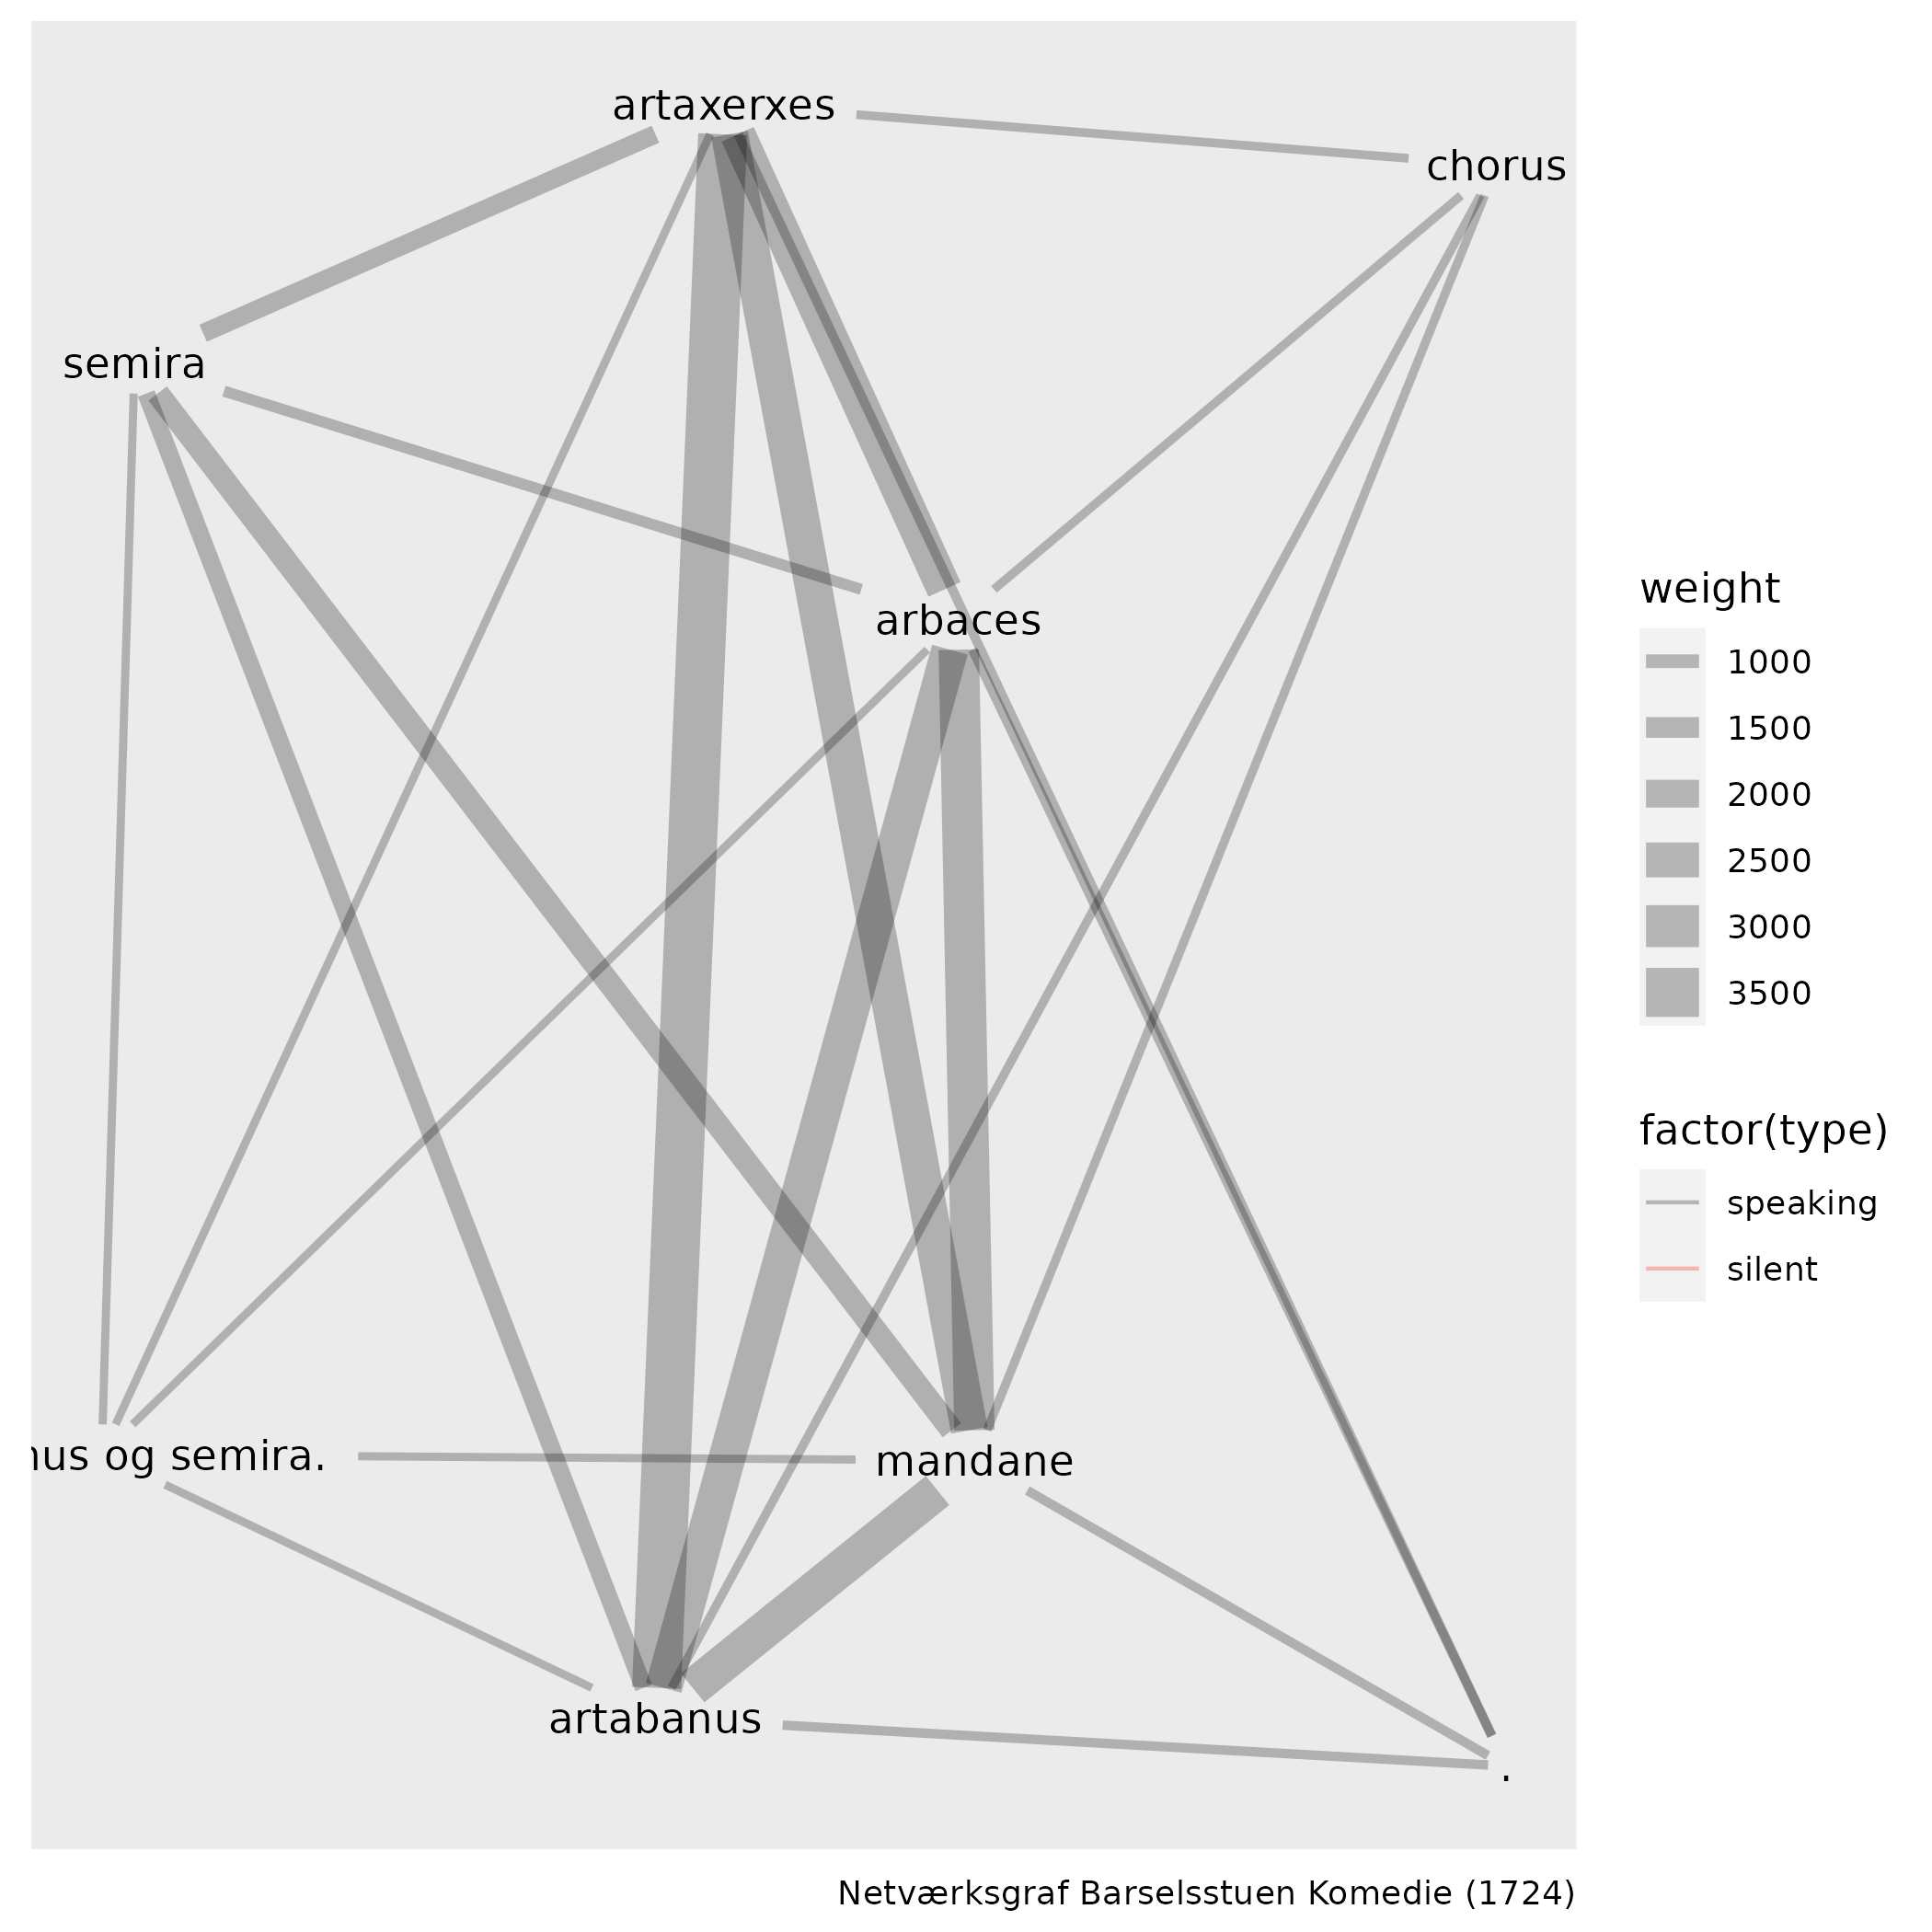 artaxerxes
chorus
semira
arbaces
nus og semira.
mandane
artabanus
.
weight
1000
1500
2000
2500
3000
3500
factor(type)
speaking
silent
Netværksgraf Barselsstuen Komedie (1724)